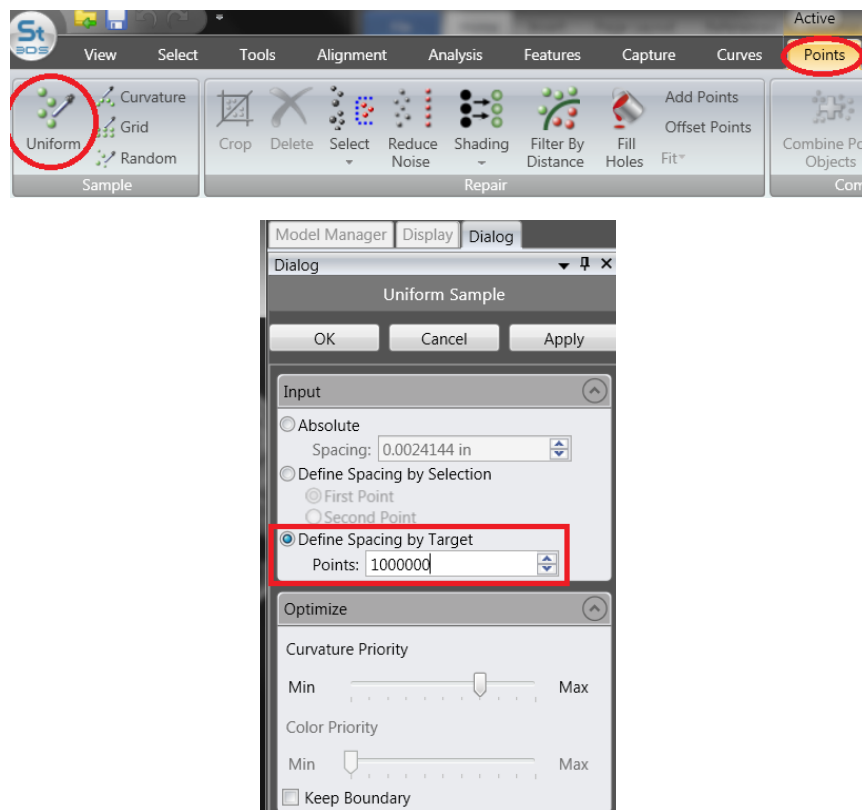 Active
St
3DS
View Select Tools Alignment Analysis Features Capture Curves Points
Uniform
Curvature
Grid
Random
Sample
Crop Delete Select Reduce Noise Shading Filter By Distance Fill Holes
Add Points
Offset Points
Fit
Repair
Combine Po
Objects
Com
Model Manager Display Dialog
Dialog
Uniform Sample
OK Cancel Apply
Input
Absolute
Spacing: 0.0024144 in
Define Spacing by Selection
First Point
Second Point
Define Spacing by Target
Points: 1000000
Optimize
Curvature Priority
Min Max
Color Priority
Min Max
Keep Boundary